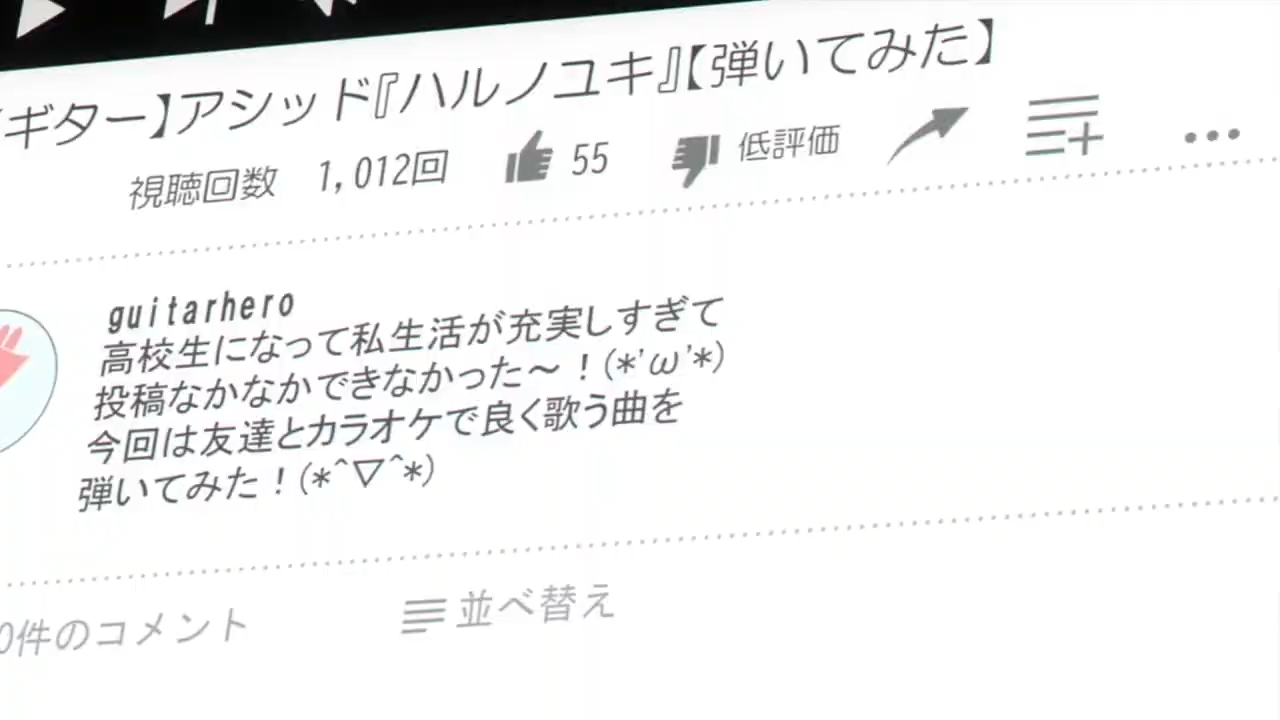 ギター】アシッド『ハルノユキ』【弾いてみた】
視聴回数 1,012回 55 低評価
guitarhero
高校生になって私生活が充実しすぎて
投稿なかなかできなかった～！(*'ω'*)
今回は友達とカラオケで良く歌う曲を
弾いてみた！(*^▽^*)
0件のコメント 並べ替え